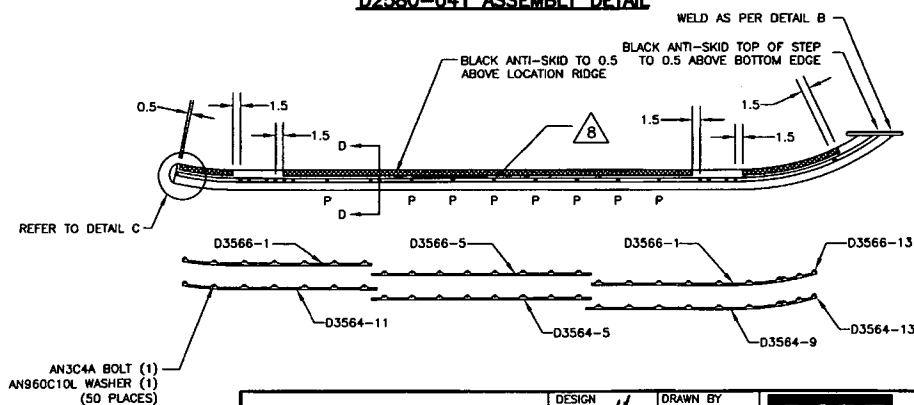 D2580-041 ASSEMBLY DETAIL
WELD AS PER DETAIL B
BLACK ANTI-SKID TO 0.5
ABOVE LOCATION RIDGE
BLACK ANTI-SKID TOP OF STEP
TO 0.5 ABOVE BOTTOM EDGE
0.5
1.5
1.5
D
8
1.5
1.5
1.5
D
P P P P P P P P
REFER TO DETAIL C
D3566-1
D3566-5
D3566-1
D3566-13
D3564-11
D3564-5
D3564-9
D3564-13
AN3C4A BOLT (1)
AN960C10L WASHER (1)
(50 PLACES)
DESIGN
DRAWN BY